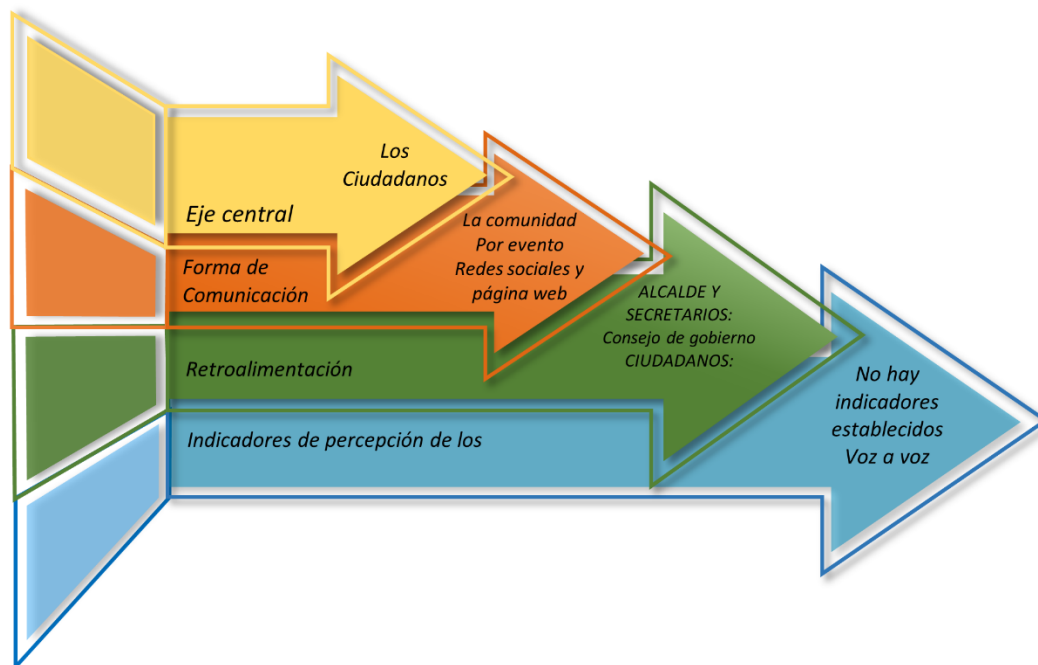 Los
Ciudadanos
Eje central
La comunidad
Por evento
Redes sociales y
página web
Forma de
Comunicación
ALCALDE Y
SECRETARIOS:
Consejo de gobierno
CIUDADANOS:
Retroalimentación
No hay
indicadores
establecidos
Voz a voz
Indicadores de percepción de los